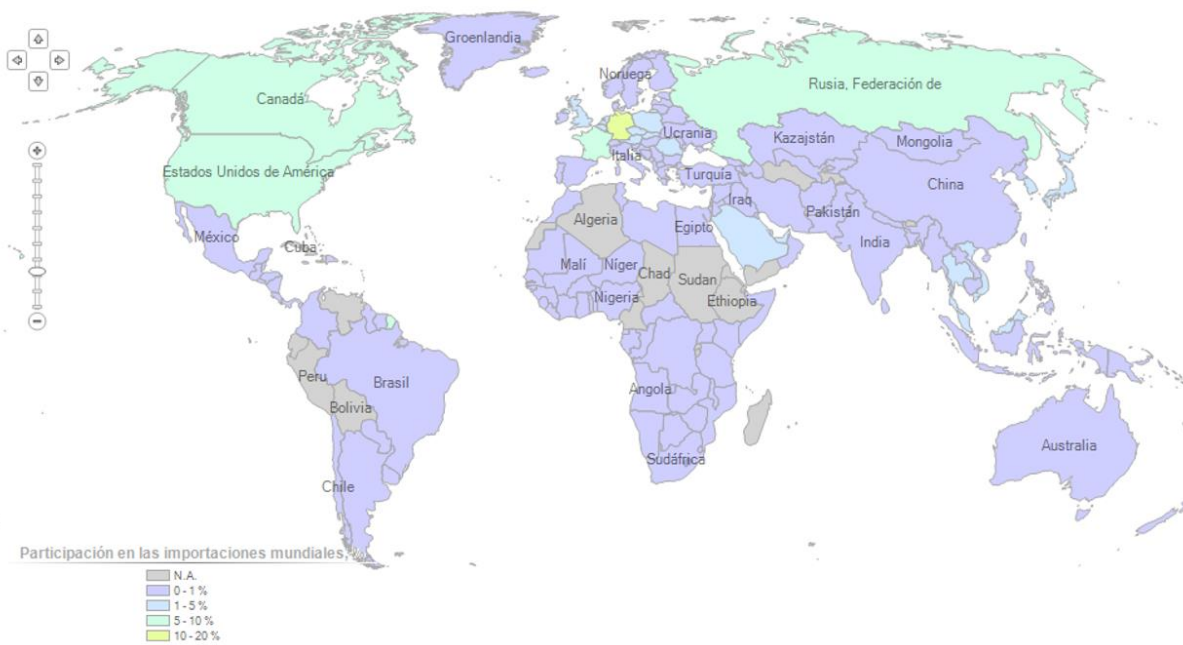 Groenlandia
Noruega
Rusia, Federación de
Canadá
Ucrania
Kazajstán
Mongolia
Italia
Estados Unidos de América
Turquía
China
Iraq
Pakistán
Algeria
Egipto
México
Cuba
India
Malí
Níger
Chad
Sudan
Nigeria
Ethiopia
Peru
Brasil
Angola
Bolivia
Australia
Sudáfrica
Chile
Participación en las importaciones mundiales, %
N.A.
0 - 1 %
1 - 5 %
5 - 10 %
10 - 20 %